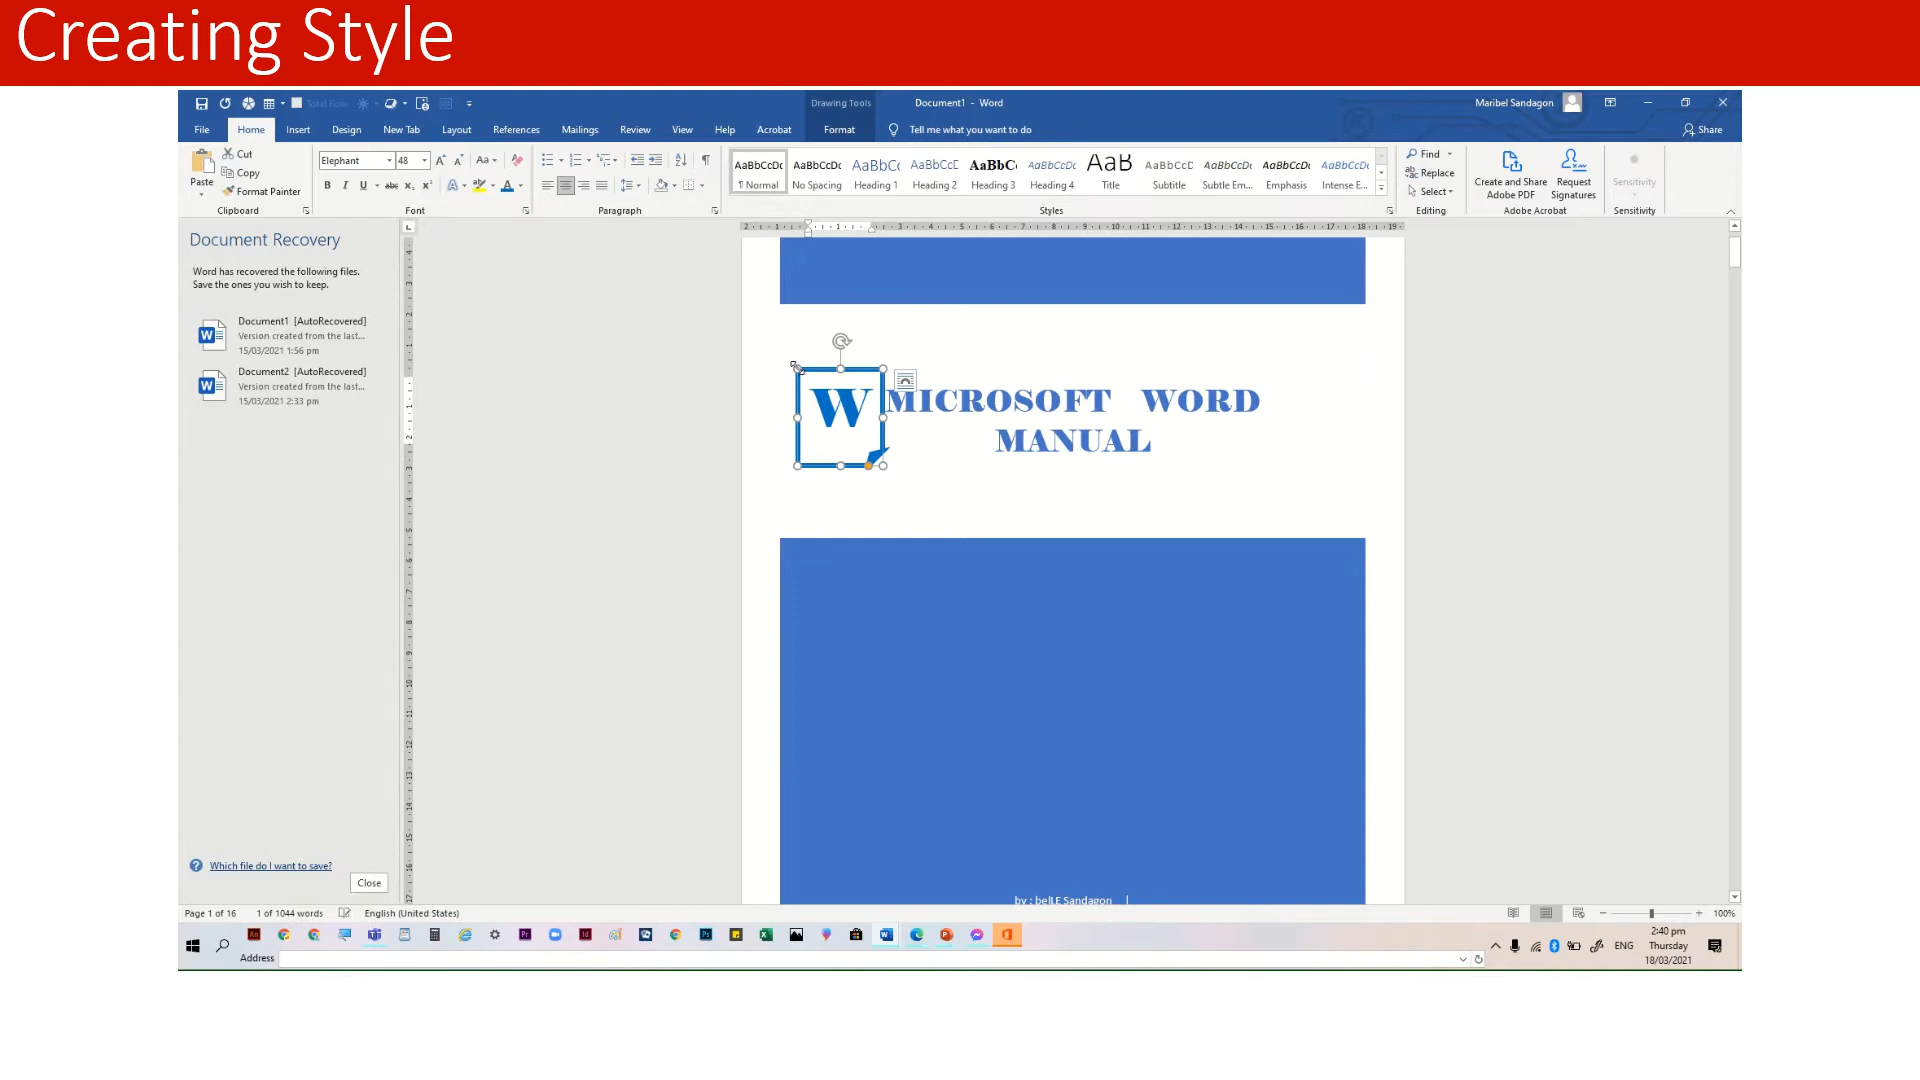 Creating Style
Total Row
Drawing Tools
Document1 - Word
Maribel Sandagon
File Home Insert Design New Tab Layout References Mailings Review View Help Acrobat Format Tell me what you want to do Share
Paste
Cut
Copy
Format Painter
Clipboard
Elephant 48
Font
Paragraph
AaBbCcDc AaBbCcDc AaBbCc AaBbCcD AaBbC AaBbCcDc AaB AaBbCcD AaBbCcDc AaBbCcDc AaBbCcDc
¶ Normal No Spacing Heading 1 Heading 2 Heading 3 Heading 4 Title Subtitle Subtle Em... Emphasis Intense E...
Styles
Find
Replace
Select
Editing
Create and Share
Adobe PDF
Request
Signatures
Adobe Acrobat
Sensitivity
Sensitivity
Document Recovery
Word has recovered the following files.
Save the ones you wish to keep.
Document1 [AutoRecovered]
Version created from the last...
15/03/2021 1:56 pm
Document2 [AutoRecovered]
Version created from the last...
15/03/2021 2:33 pm
W
MICROSOFT WORD
MANUAL
by : belLE Sandagon
Which file do I want to save?
Close
Page 1 of 16 1 of 1044 words English (United States) 100%
Address
ENG
2:40 pm
Thursday
18/03/2021